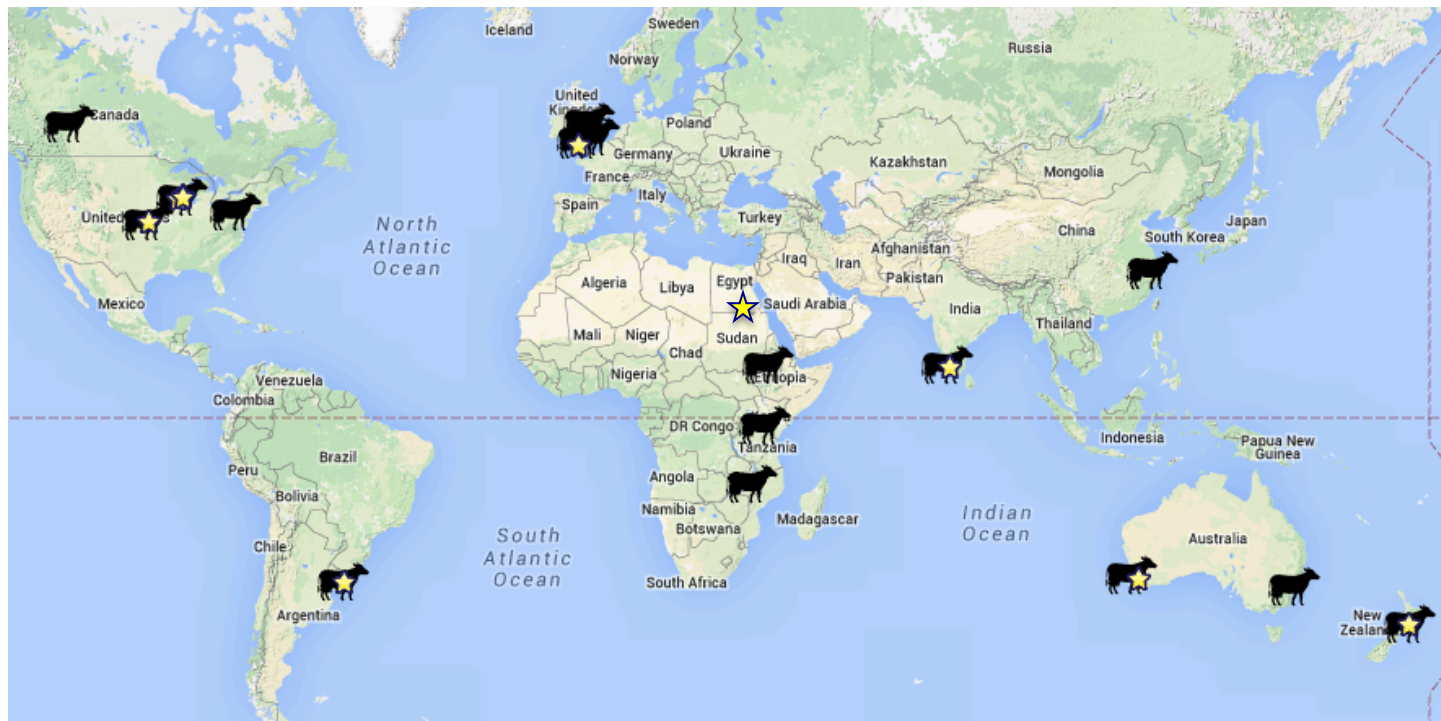 Iceland
Sweden
Norway
Russia
United
Kingdom
Canada
Poland
Germany
Ukraine
Kazakhstan
Mongolia
France
Italy
Spain
Turkey
United
North
Atlantic
Ocean
China
Japan
South Korea
Afghanistan
Iraq
Iran
Pakistan
Algeria
Libya
Egypt
Saudi Arabia
India
Mexico
Mali
Niger
Sudan
Thailand
Chad
Nigeria
Ethiopia
Venezuela
Colombia
DR Congo
Tanzania
Indonesia
Papua New
Guinea
Brazil
Peru
Angola
Bolivia
Namibia
Botswana
Madagascar
Indian
Ocean
Australia
South
Atlantic
Ocean
Chile
South Africa
Argentina
New
Zealand